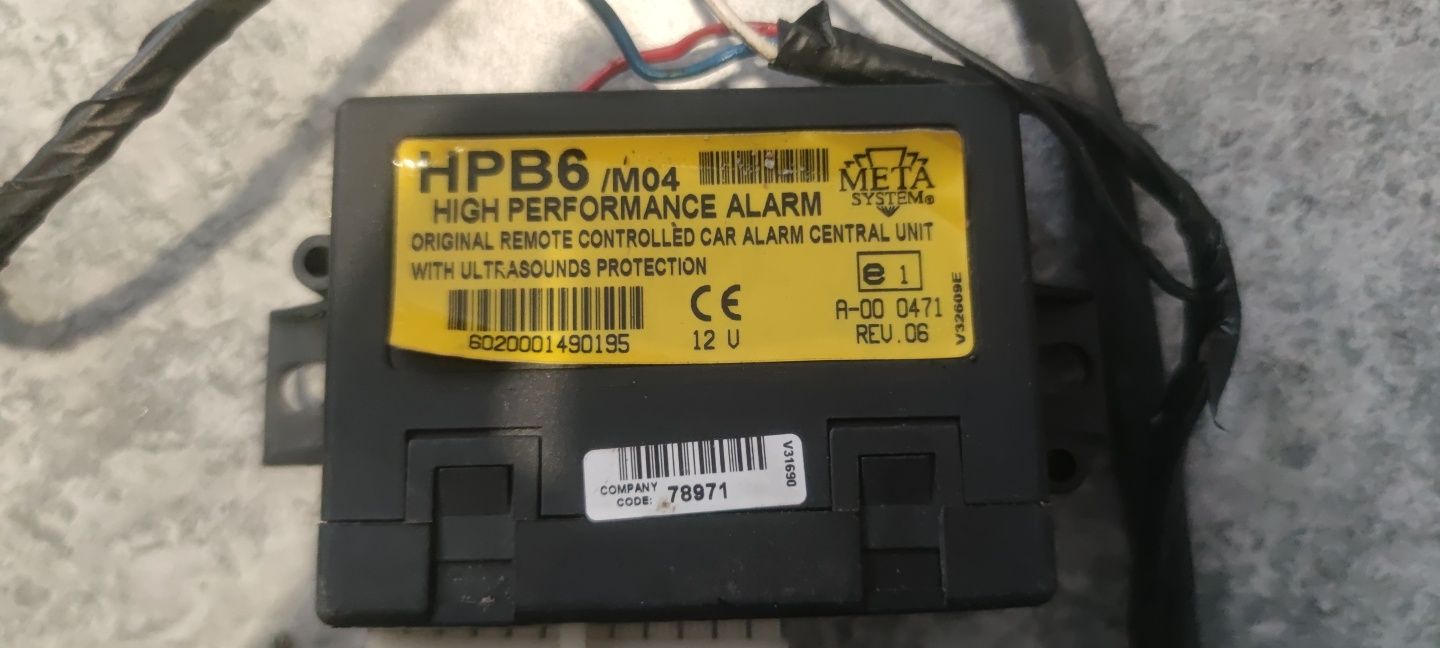 HPB6 /M04
META SYSTEM®
HIGH PERFORMANCE ALARM
ORIGINAL REMOTE CONTROLLED CAR ALARM CENTRAL UNIT
WITH ULTRASOUNDS PROTECTION
e 1
CE
A-00 0471
6020001490195
12 V
REV.06
V32609E
V31690
COMPANY
CODE: 78971